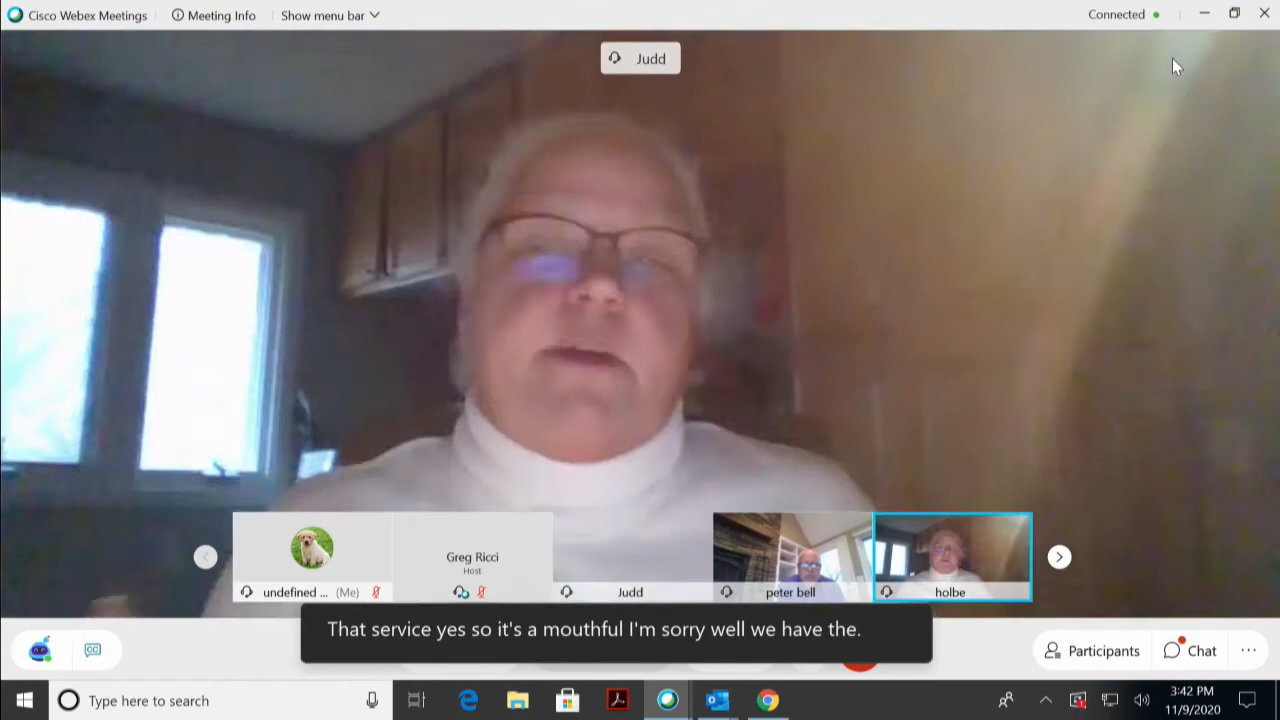 Cisco Webex Meetings
Meeting Info
Show menu bar
Connected
Judd
Greg Ricci
Host
undefined ... (Me)
Judd
peter bell
holbe
That service yes so it's a mouthful I'm sorry well we have the.
CC
Participants
Chat
Type here to search
3:42 PM
11/9/2020